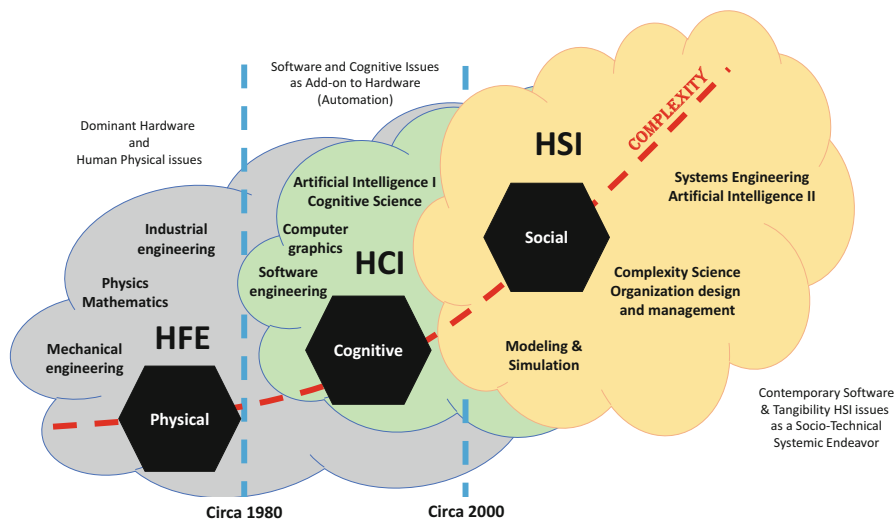 Dominant Hardware
and
Human Physical issues
Software and Cognitive Issues
as Add-on to Hardware
(Automation)
HFE
Industrial
engineering
Physics
Mathematics
Mechanical
engineering
Physical
Artificial Intelligence I
Cognitive Science
Computer
graphics
HCI
Software
engineering
Cognitive
HSI
COMPLEXITY
Systems Engineering
Artificial Intelligence II
Social
Complexity Science
Organization design
and management
Modeling &
Simulation
Contemporary Software
& Tangibility HSI issues
as a Socio-Technical
Systemic Endeavor
Circa 1980
Circa 2000